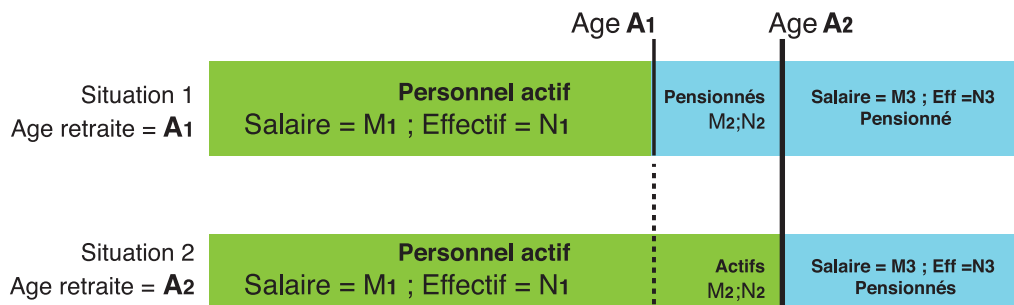 Age A1
Age A2
Situation 1
Age retraite = A1
Personnel actif
Salaire = M1 ; Effectif = N1
Pensionnés
M2;N2
Salaire = M3 ; Eff =N3
Pensionné
Situation 2
Age retraite = A2
Personnel actif
Salaire = M1 ; Effectif = N1
Actifs
M2;N2
Salaire = M3 ; Eff =N3
Pensionnés